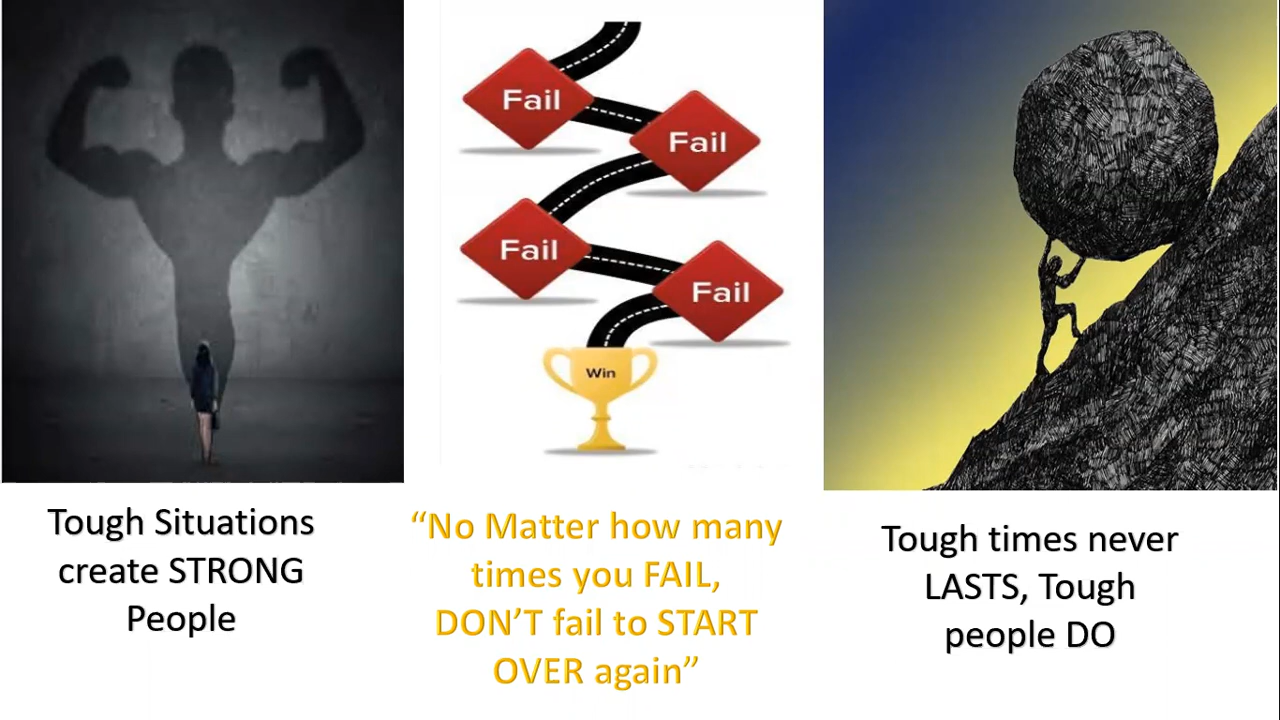 Fail
Fail
Fail
Fail
Win
Tough Situations
create STRONG
People
“No Matter how many
times you FAIL,
DON’T fail to START
OVER again”
Tough times never
LASTS, Tough
people DO